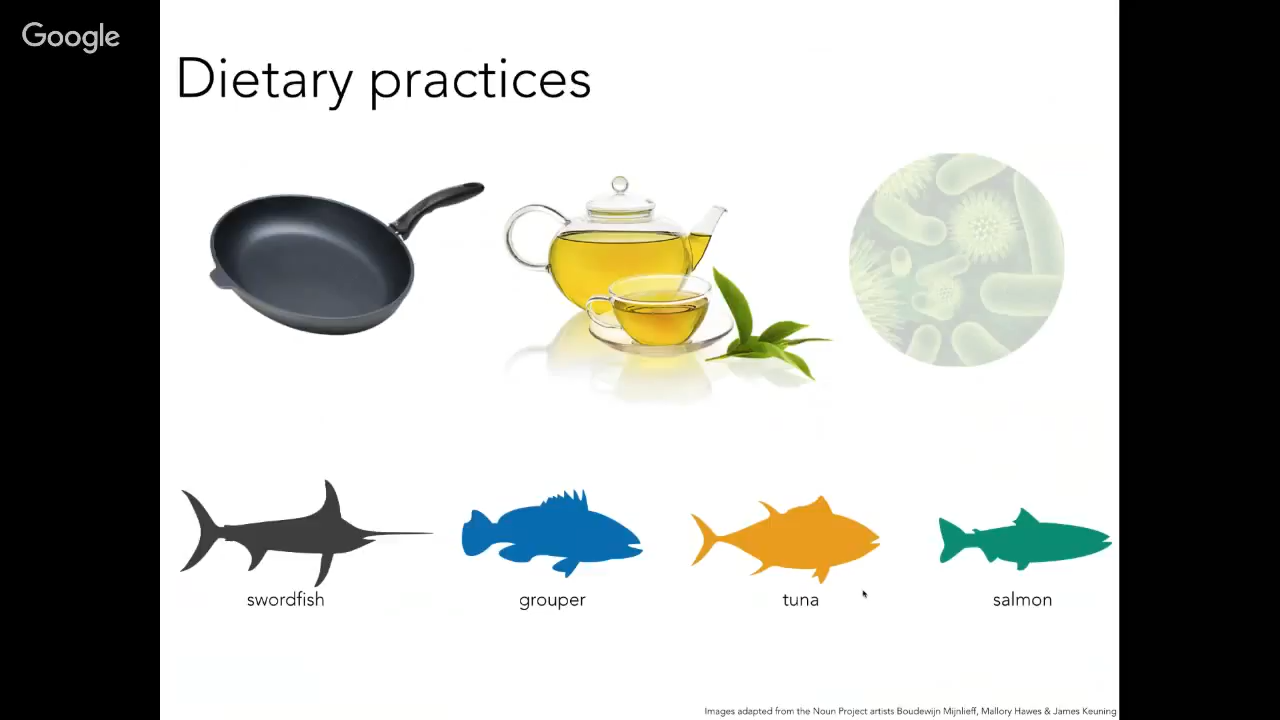 Google
Dietary practices
swordfish
grouper
tuna
salmon
Images adapted from the Noun Project artists Boudewijn Mijnlieff, Mallory Hawes & James Keuning